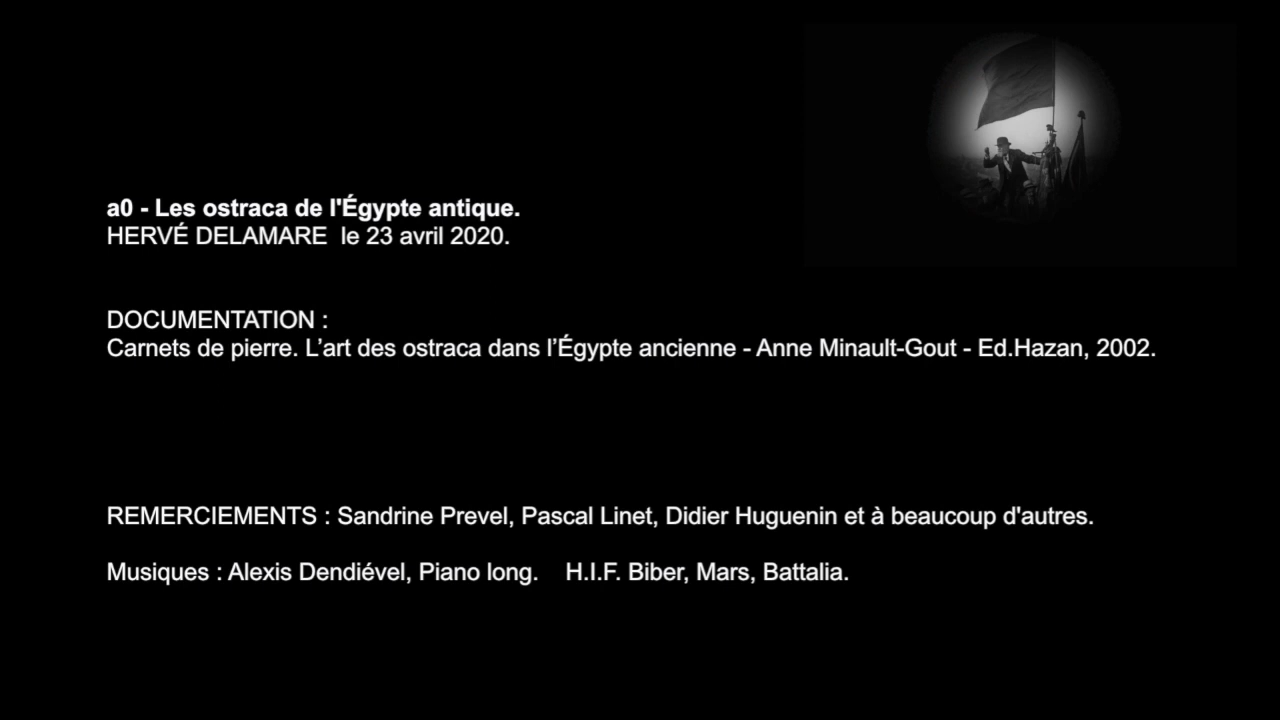 a0 - Les ostraca de l'Égypte antique.
HERVÉ DELAMARE  le 23 avril 2020.
DOCUMENTATION :
Carnets de pierre. L’art des ostraca dans l’Égypte ancienne - Anne Minault-Gout - Ed.Hazan, 2002.
REMERCIEMENTS : Sandrine Prevel, Pascal Linet, Didier Huguenin et à beaucoup d'autres.
Musiques : Alexis Dendiével, Piano long.    H.I.F. Biber, Mars, Battalia.